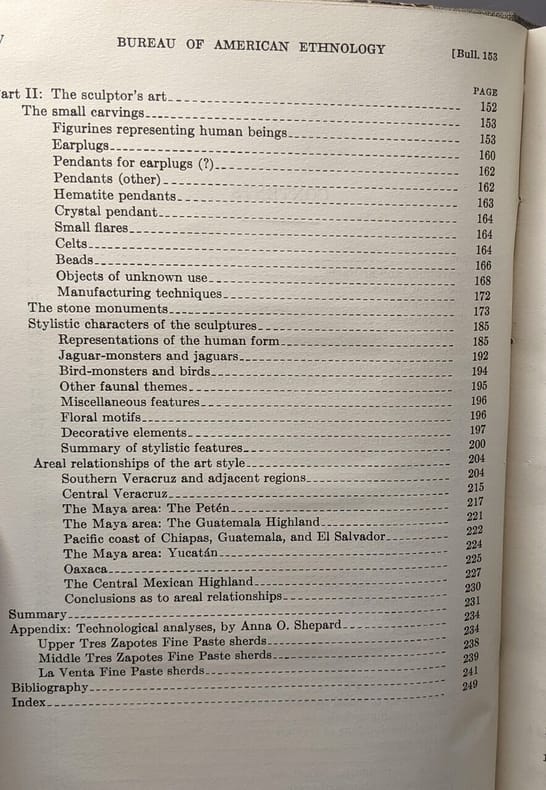 BUREAU OF AMERICAN ETHNOLOGY [Bull. 153
PAGE
art II: The sculptor's art 152
The small carvings 153
Figurines representing human beings 153
Earplugs 160
Pendants for earplugs (?) 162
Pendants (other) 162
Hematite pendants 163
Crystal pendant 164
Small flares 164
Celts 164
Beads 166
Objects of unknown use 168
Manufacturing techniques 172
The stone monuments 173
Stylistic characters of the sculptures 185
Representations of the human form 185
Jaguar-monsters and jaguars 192
Bird-monsters and birds 194
Other faunal themes 195
Miscellaneous features 196
Floral motifs 196
Decorative elements 197
Summary of stylistic features 200
Areal relationships of the art style 204
Southern Veracruz and adjacent regions 204
Central Veracruz 215
The Maya area: The Petén 217
The Maya area: The Guatemala Highland 221
Pacific coast of Chiapas, Guatemala, and El Salvador 222
The Maya area: Yucatán 224
Oaxaca 225
The Central Mexican Highland 227
Conclusions as to areal relationships 230
Summary 231
Appendix: Technological analyses, by Anna O. Shepard 234
Upper Tres Zapotes Fine Paste sherds 234
Middle Tres Zapotes Fine Paste sherds 238
La Venta Fine Paste sherds 239
Bibliography 241
Index 249